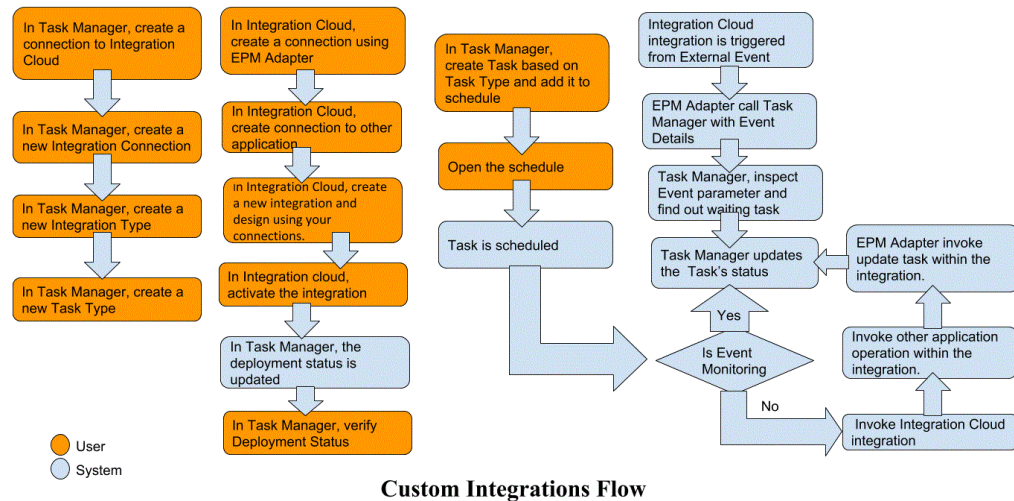 In Task Manager, create a
connection to Integration
Cloud
In Task Manager, create a
new Integration Connection
In Task Manager, create a
new Integration Type
In Task Manager, create a
new Task Type
In Integration Cloud,
create a connection using
EPM Adapter
In Integration Cloud,
create connection to other
application
In Integration Cloud, create
a new integration and
design using your
connections.
In Integration cloud,
activate the integration
In Task Manager, the
deployment status is
updated
In Task Manager, verify
Deployment Status
In Task Manager,
create Task based on
Task Type and add it to
schedule
Open the schedule
Task is scheduled
Integration Cloud
integration is triggered
from External Event
EPM Adapter call Task
Manager with Event
Details
Task Manager, inspect
Event parameter and
find out waiting task
Task Manager updates
the Task's status
Yes
Is Event
Monitoring
No
EPM Adapter invoke
update task within the
integration.
Invoke other application
operation within the
integration.
Invoke Integration Cloud
integration
User
System
Custom Integrations Flow